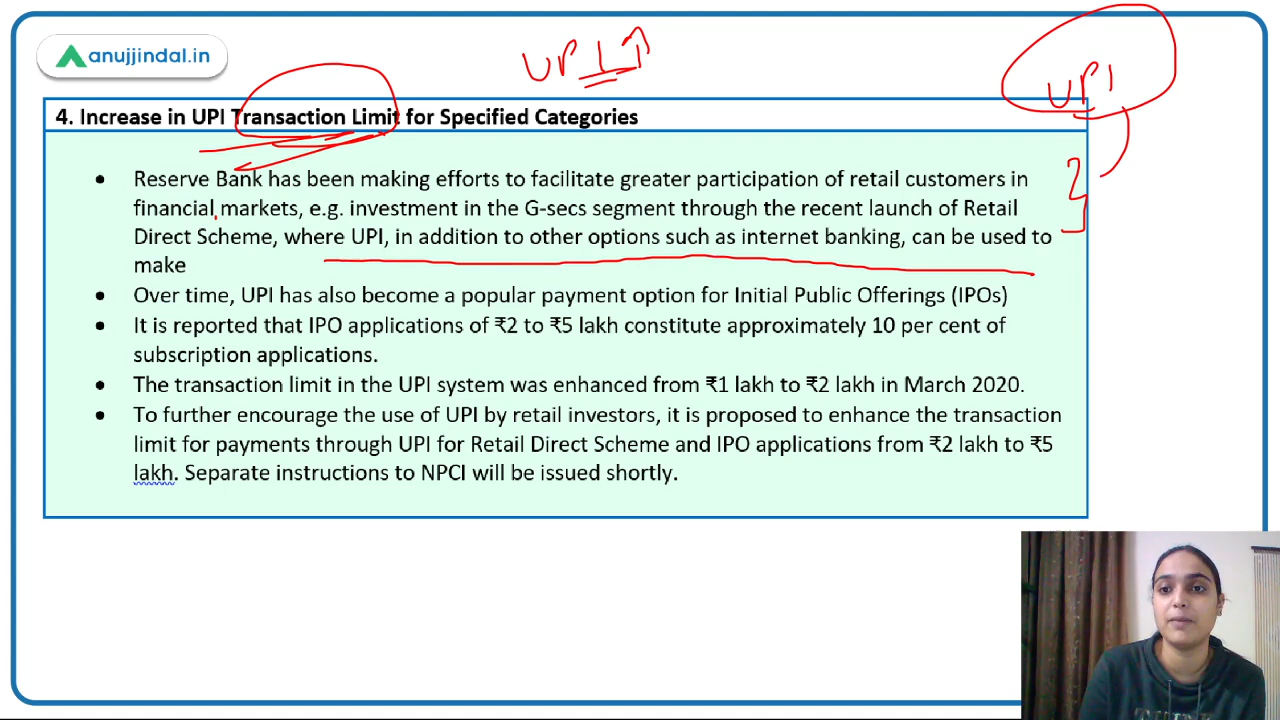 anujjindal.in
UPI
UPI
4. Increase in UPI Transaction Limit for Specified Categories
• Reserve Bank has been making efforts to facilitate greater participation of retail customers in
financial markets, e.g. investment in the G-secs segment through the recent launch of Retail
Direct Scheme, where UPI, in addition to other options such as internet banking, can be used to
make
• Over time, UPI has also become a popular payment option for Initial Public Offerings (IPOs)
• It is reported that IPO applications of ₹2 to ₹5 lakh constitute approximately 10 per cent of
subscription applications.
• The transaction limit in the UPI system was enhanced from ₹1 lakh to ₹2 lakh in March 2020.
• To further encourage the use of UPI by retail investors, it is proposed to enhance the transaction
limit for payments through UPI for Retail Direct Scheme and IPO applications from ₹2 lakh to ₹5
lakh. Separate instructions to NPCI will be issued shortly.